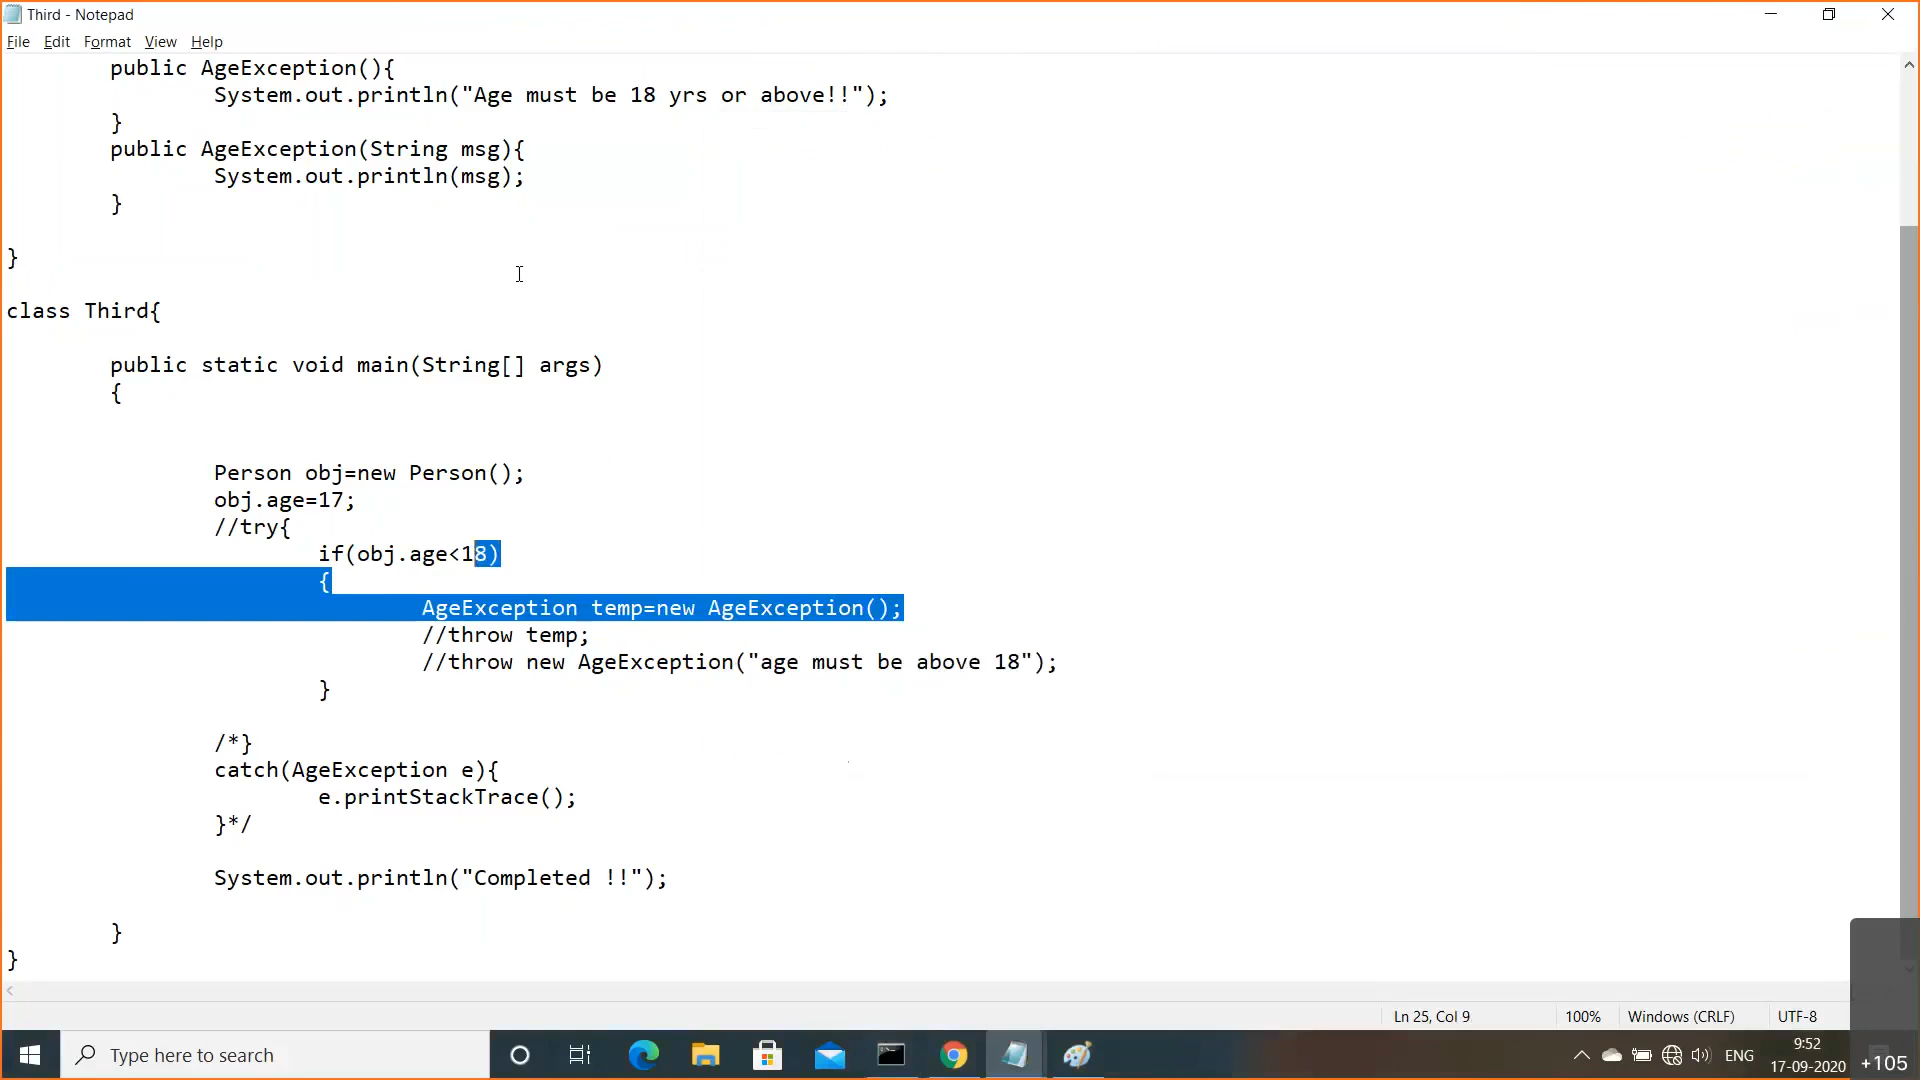 Third - Notepad
File Edit Format View Help
public AgeException(){
System.out.println("Age must be 18 yrs or above!!");
}
public AgeException(String msg){
System.out.println(msg);
}
}
class Third{
public static void main(String[] args)
{
Person obj=new Person();
obj.age=17;
//try{
if(obj.age<18)
{
AgeException temp=new AgeException();
//throw temp;
//throw new AgeException("age must be above 18");
}
/*}
catch(AgeException e){
e.printStackTrace();
}*/
System.out.println("Completed !!");
}
}
Ln 25, Col 9 100% Windows (CRLF) UTF-8
Type here to search
ENG
9:52
17-09-2020
+105